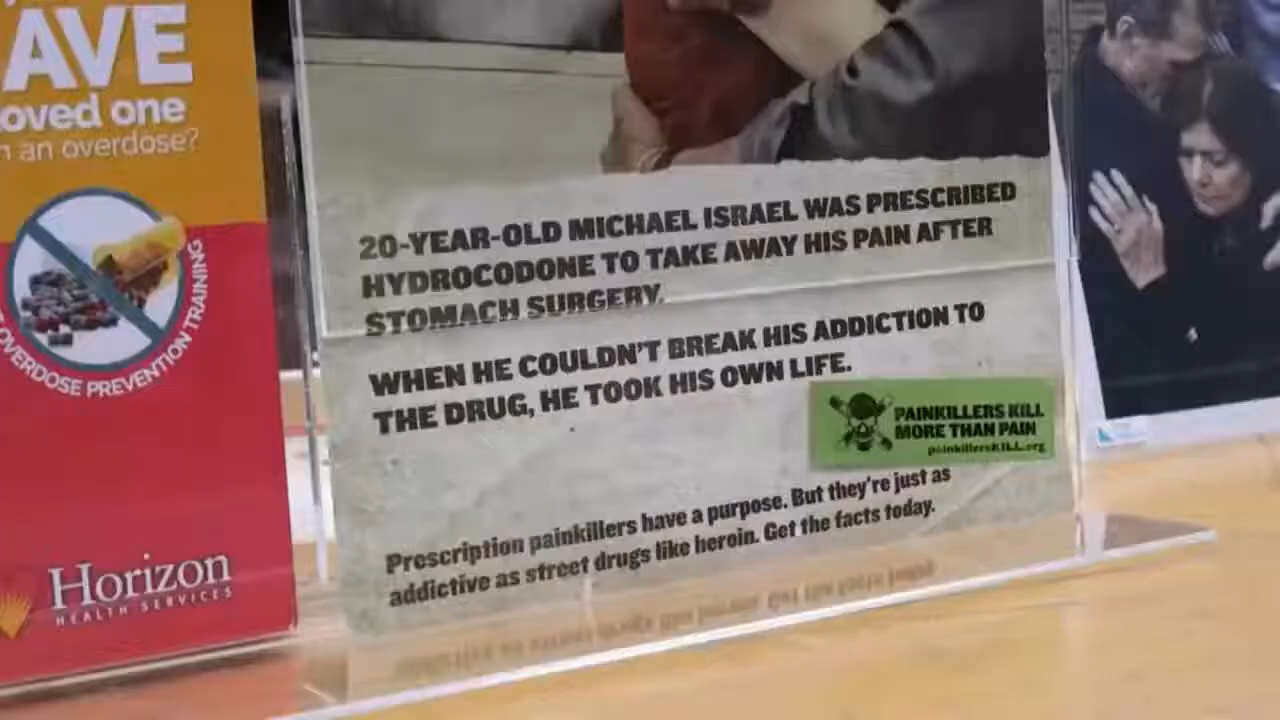 AVE
oved one
an overdose?
OVERDOSE PREVENTION TRAINING
Horizon
HEALTH SERVICES
20-YEAR-OLD MICHAEL ISRAEL WAS PRESCRIBED
HYDROCODONE TO TAKE AWAY HIS PAIN AFTER
STOMACH SURGERY.
WHEN HE COULDN'T BREAK HIS ADDICTION TO
THE DRUG, HE TOOK HIS OWN LIFE.
PAINKILLERS KILL
MORE THAN PAIN
painkillersKILL.org
Prescription painkillers have a purpose. But they're just as
addictive as street drugs like heroin. Get the facts today.